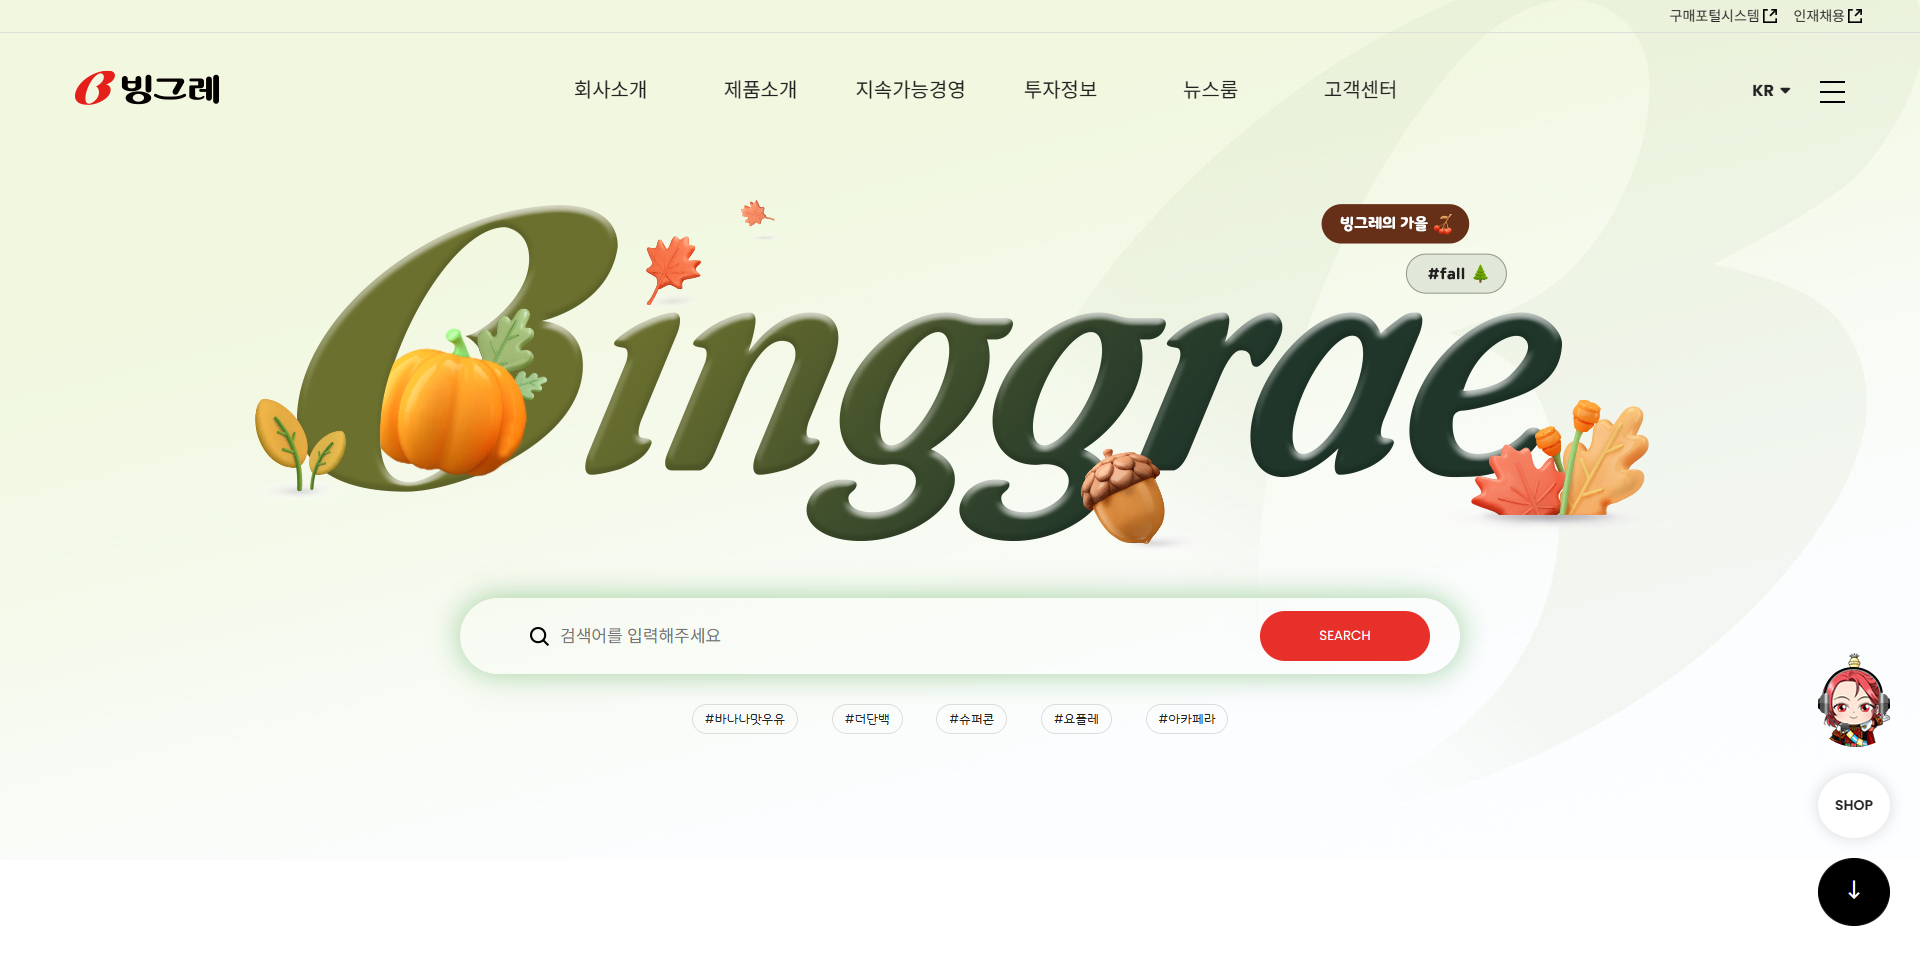 구매포털시스템 인재채용
빙그레
회사소개 제품소개 지속가능경영 투자정보 뉴스룸 고객센터
KR
빙그레의 가을
#fall
Binggrae
검색어를 입력해주세요
SEARCH
#바나나맛우유 #더단백 #슈퍼콘 #요플레 #아카페라
SHOP